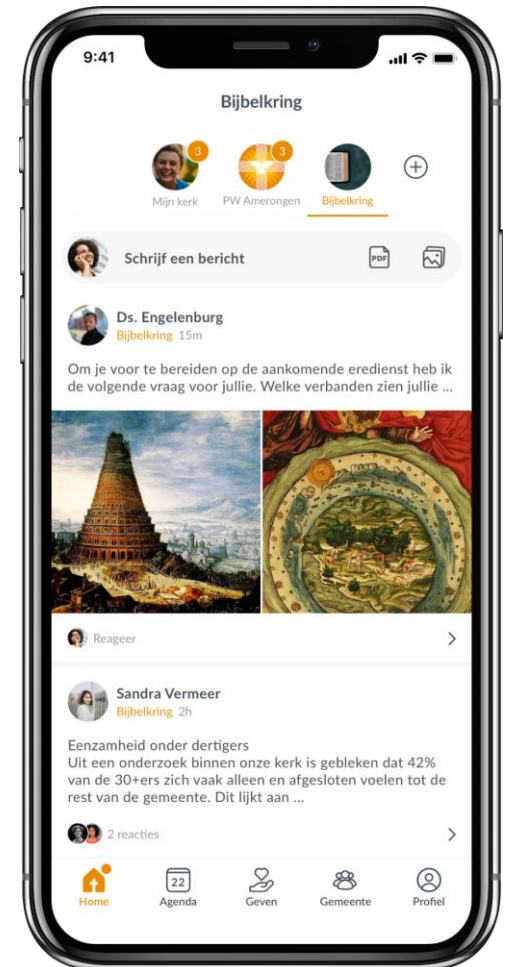 9:41
Bijbelkring
3
3
Mijn kerk
PW Amerongen
Bijbelkring
Schrijf een bericht
PDF
Ds. Engelenburg
Bijbelkring 15m
Om je voor te bereiden op de aankomende eredienst heb ik
de volgende vraag voor jullie. Welke verbanden zien jullie ...
Reageer
Sandra Vermeer
Bijbelkring 2h
Eenzamheid onder dertigers
Uit een onderzoek binnen onze kerk is gebleken dat 42%
van de 30+ers zich vaak alleen en afgesloten voelen tot de
rest van de gemeente. Dit lijkt aan ...
2 reacties
22
Home
Agenda
Geven
Gemeente
Profiel